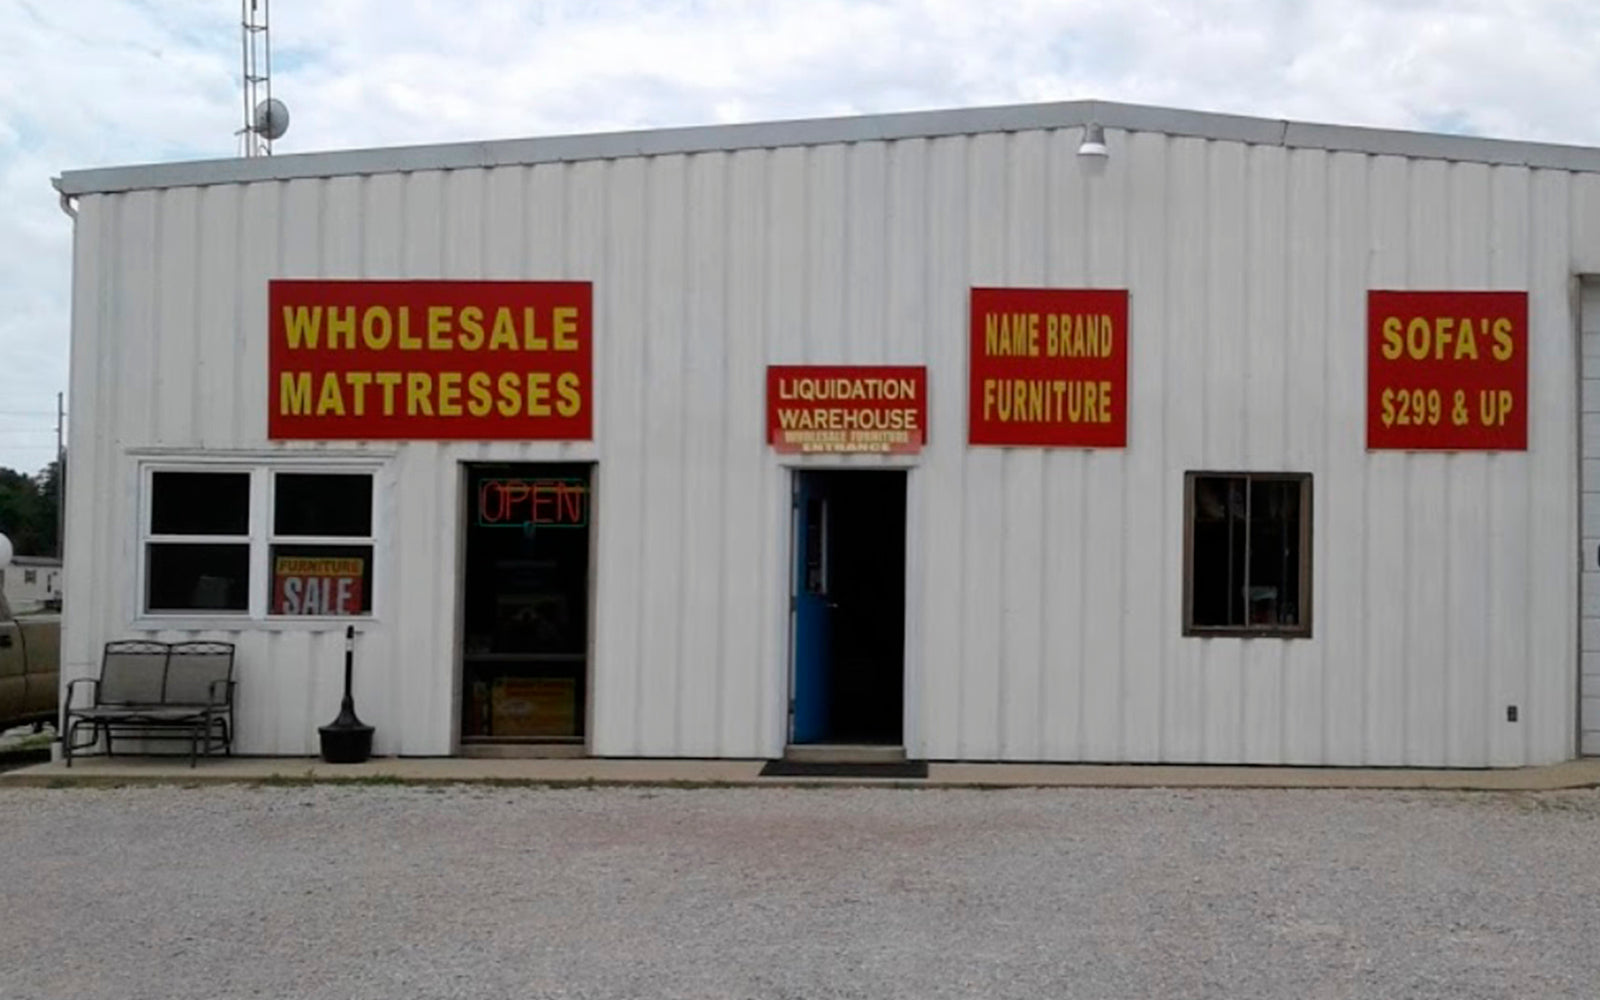 WHOLESALE
MATTRESSES
LIQUIDATION
WAREHOUSE
WHOLESALE FURNITURE
ENTRANCE
NAME BRAND
FURNITURE
SOFA'S
$299 & UP
OPEN
FURNITURE
SALE